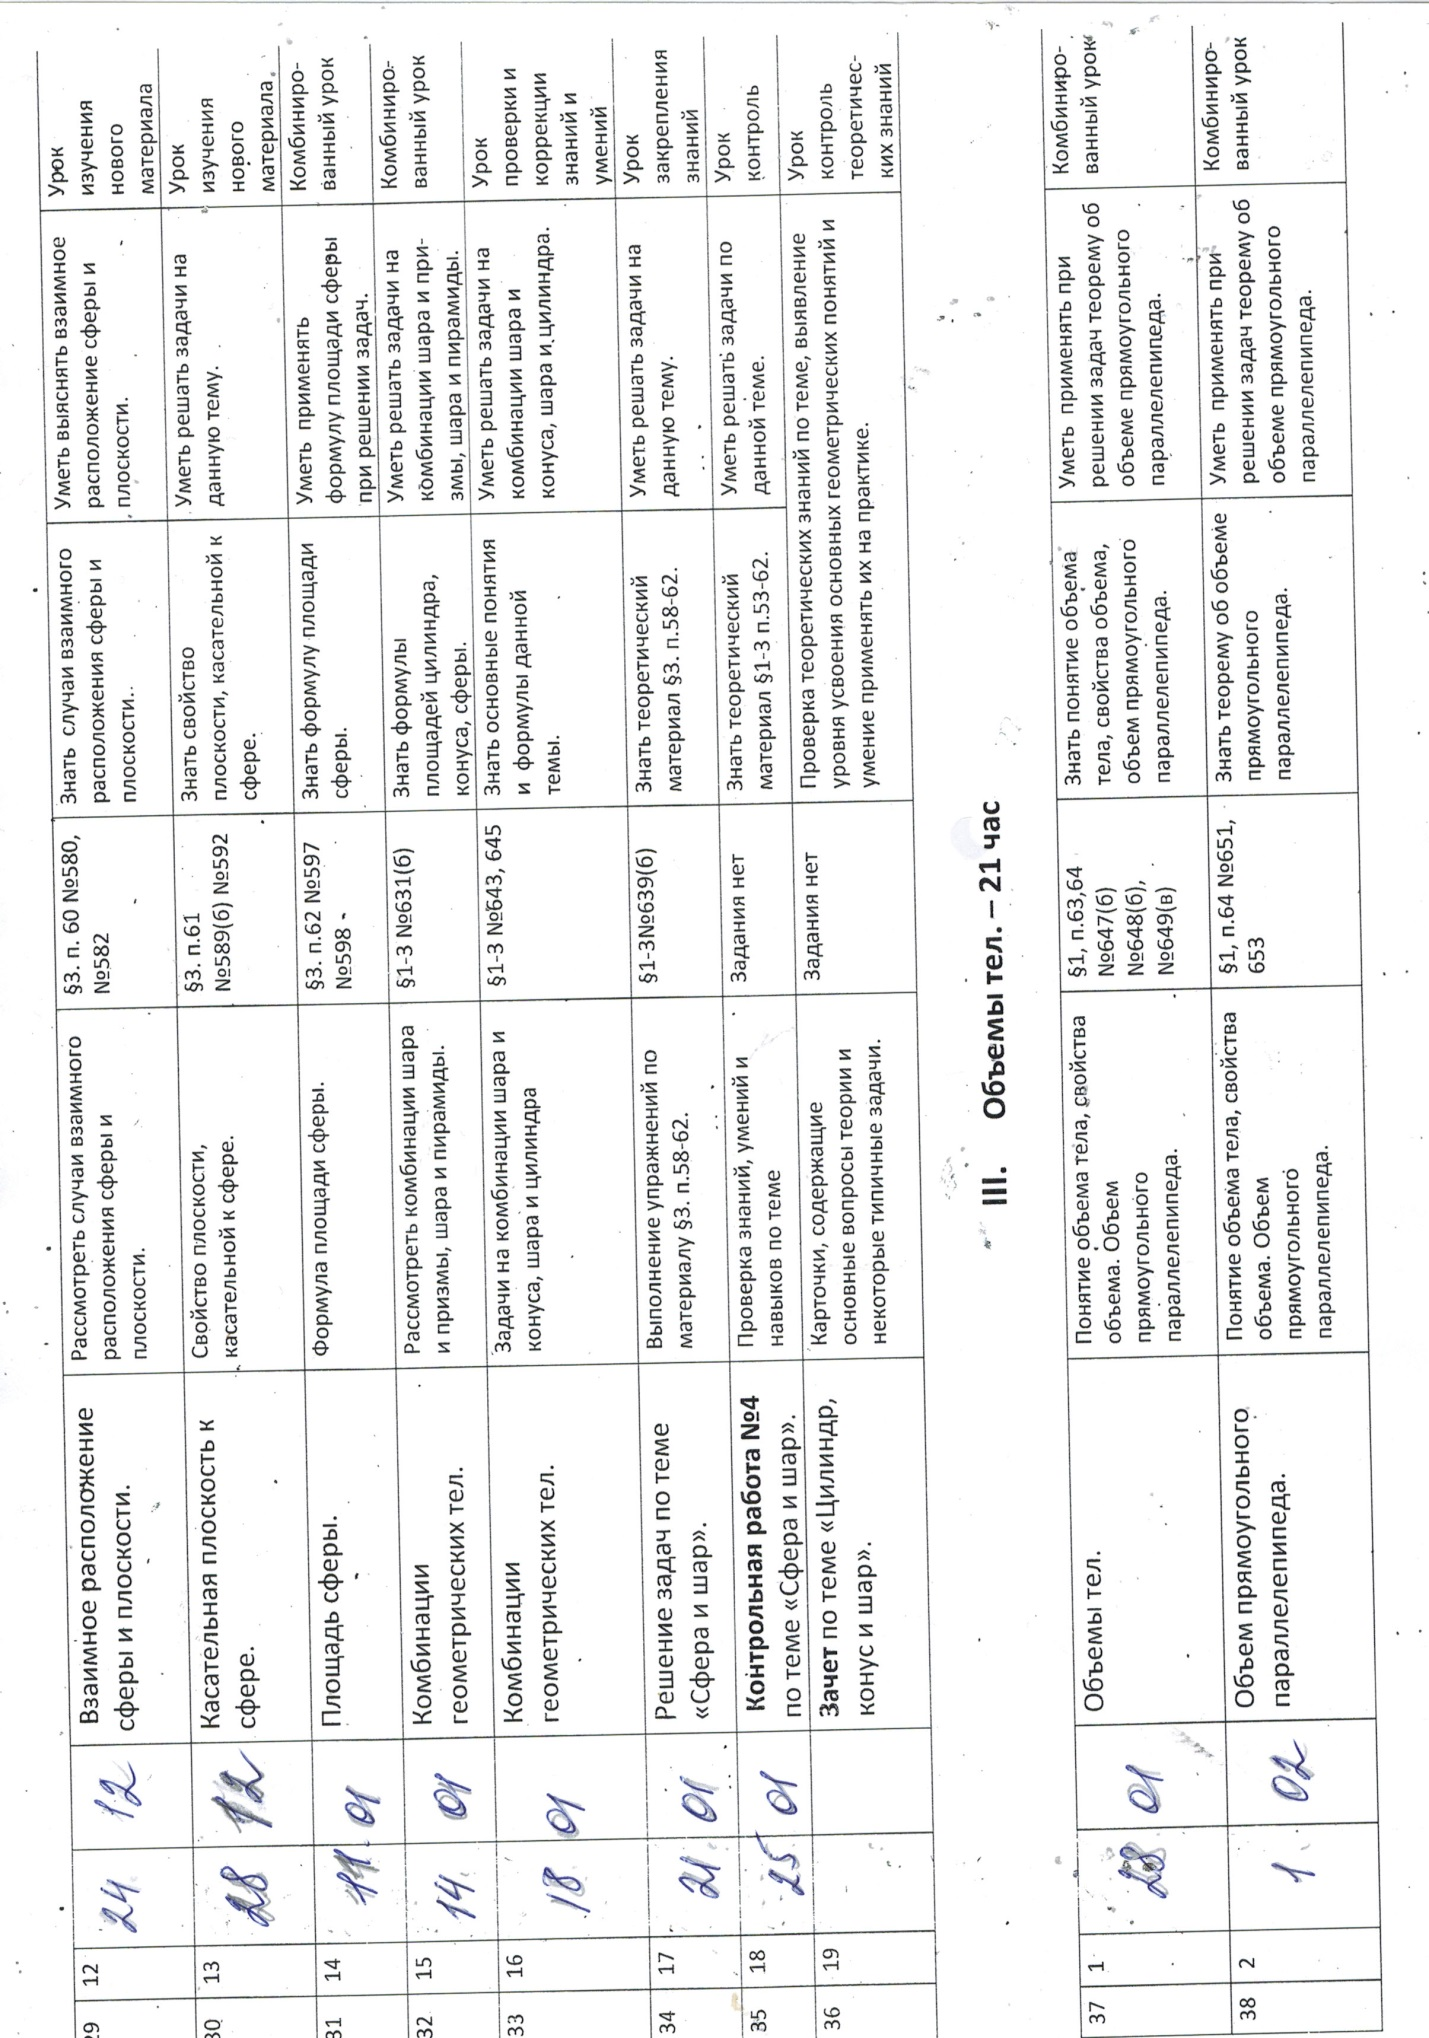 9
12
24
12
Взаимное расположение
сферы и плоскости.
Рассмотреть случаи взаимного
расположения сферы и
плоскости.
§3. п. 60 №580,
№582
Знать случаи взаимного
расположения сферы и
плоскости..
Уметь выяснять взаимное
расположение сферы и
плоскости.
Урок
изучения
нового
материала
30
13
28
12
Касательная плоскость к
сфере.
Свойство плоскости,
касательной к сфере.
§3. п.61
№589(б) №592
Знать свойство
плоскости, касательной к
сфере.
Уметь решать задачи на
данную тему.
Урок
изучения
нового
материала.
31
14
11.
01
Площадь сферы.
Формула площади сферы.
§3. п.62 №597
№598
Знать формулу площади
сферы.
Уметь применять
формулу площади сферы
при решении задач.
Комбиниро-
ванный урок
32
15
14.
01
Комбинации
геометрических тел.
Рассмотреть комбинации шара
и призмы, шара и пирамиды.
§1-3 №631(б)
Знать формулы
площадей цилиндра,
конуса, сферы.
Уметь решать задачи на
комбинации шара и при-
змы, шара и пирамиды.
Комбиниро-
ванный урок
33
16
18
01
Комбинации
геометрических тел.
Задачи на комбинации шара и
конуса, шара и цилиндра
§1-3 №643, 645
Знать основные понятия
и формулы данной
темы.
Уметь решать задачи на
комбинации шара и
конуса, шара и цилиндра.
Урок
проверки и
коррекции
знаний и
умений
34
17
21.
01
Решение задач по теме
«Сфера и шар».
Выполнение упражнений по
материалу §3. п.58-62.
§1-3№639(б)
Знать теоретический
материал §3. п.58-62.
Уметь решать задачи на
данную тему.
Урок
закрепления
знаний
35
18
25
01
Контрольная работа №4
по теме «Сфера и шар».
Проверка знаний, умений и
навыков по теме
Задания нет
Знать теоретический
материал §1-3 п.53-62.
Уметь решать задачи по
данной теме.
Урок
контроль
36
19
Зачет по теме «Цилиндр,
конус и шар».
Карточки, содержащие
основные вопросы теории и
некоторые типичные задачи.
Задания нет
Проверка теоретических знаний по теме, выявление
уровня усвоения основных геометрических понятий и
умение применять их на практике.
Урок
контроль
теоретичес-
ких знаний
III. Объемы тел. – 21 час
37
1
28
01
Объемы тел.
Понятие объема тела, свойства
объема. Объем
прямоугольного
параллелепипеда.
§1, п.63,64
№647(б)
№648(б),
№649(в)
Знать понятие объема
тела, свойства объема,
объем прямоугольного
параллелепипеда.
Уметь применять при
решении задач теорему об
объеме прямоугольного
параллелепипеда.
Комбиниро-
ванный урок
38
2
1.
02
Объем прямоугольного
параллелепипеда.
Понятие объема тела, свойства
объема. Объем
прямоугольного
параллелепипеда.
§1, п.64 №651,
653
Знать теорему об объеме
прямоугольного
параллелепипеда.
Уметь применять при
решении задач теорему об
объеме прямоугольного
параллелепипеда.
Комбиниро-
ванный урок